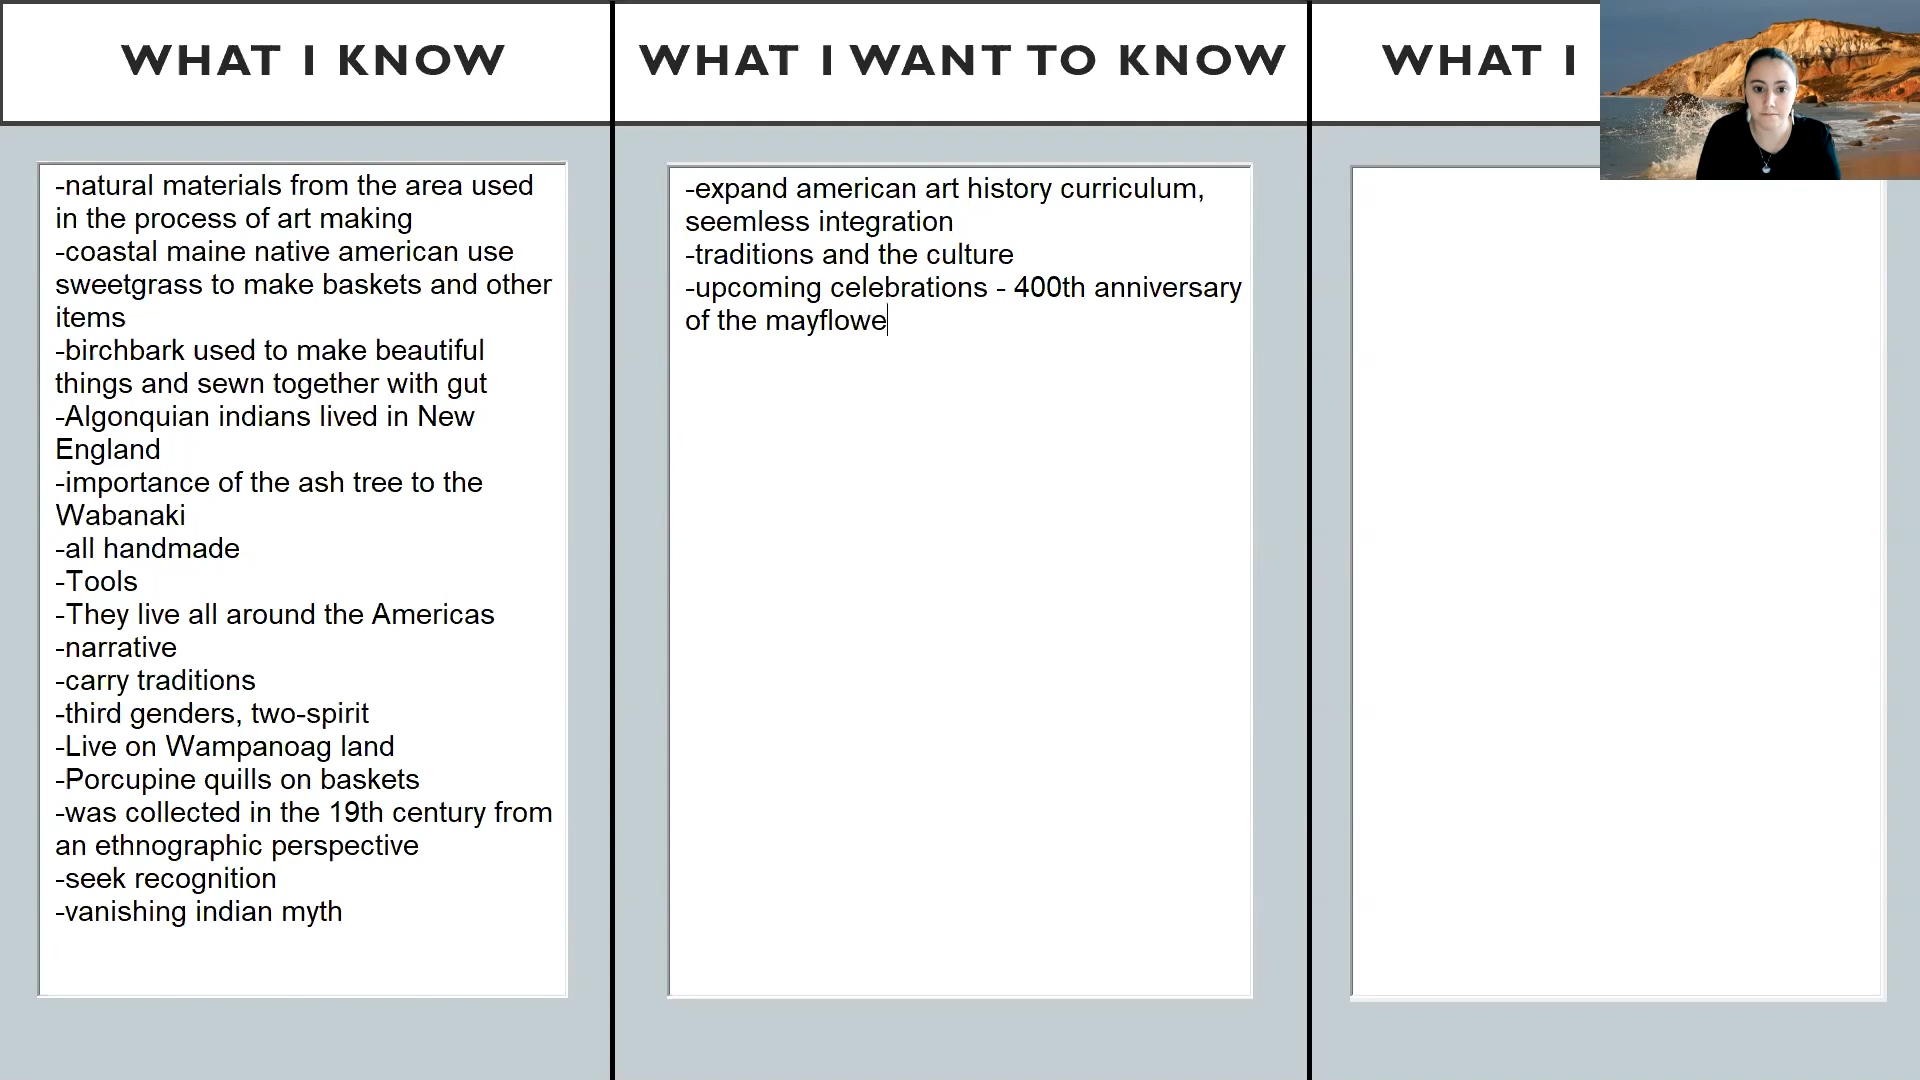 WHAT I KNOW
-natural materials from the area used
in the process of art making
-coastal maine native american use
sweetgrass to make baskets and other
items
-birchbark used to make beautiful
things and sewn together with gut
-Algonquian indians lived in New
England
-importance of the ash tree to the
Wabanaki
-all handmade
-Tools
-They live all around the Americas
-narrative
-carry traditions
-third genders, two-spirit
-Live on Wampanoag land
-Porcupine quills on baskets
-was collected in the 19th century from
an ethnographic perspective
-seek recognition
-vanishing indian myth
WHAT I WANT TO KNOW
-expand american art history curriculum,
seemless integration
-traditions and the culture
-upcoming celebrations - 400th anniversary
of the mayflowe
WHAT I